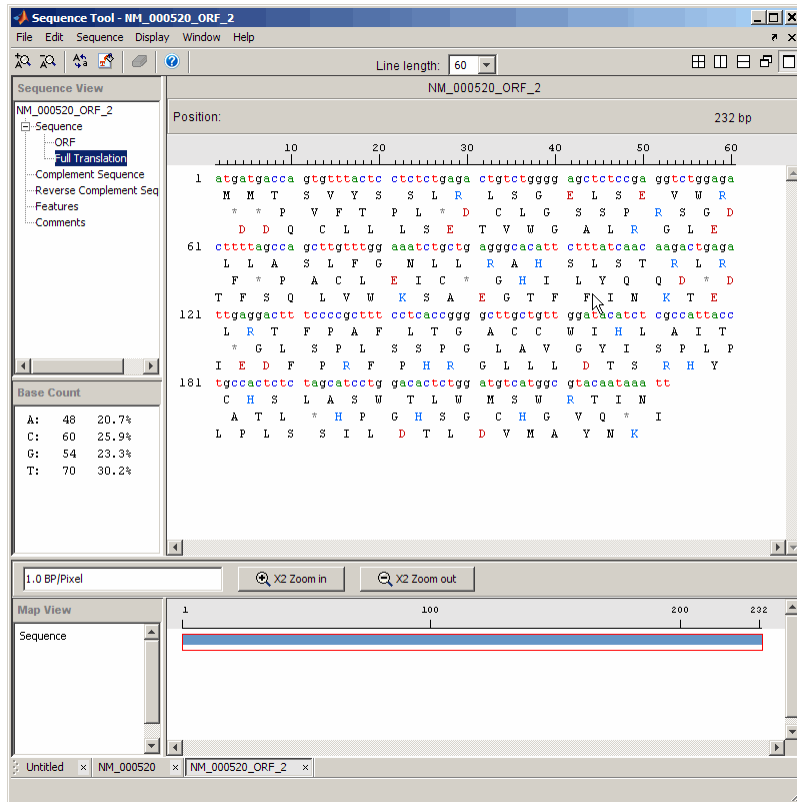 Sequence Tool - NM_000520_ORF_2
File Edit Sequence Display Window Help
Line length: 60
Sequence View
NM_000520_ORF_2
NM_000520_ORF_2
Sequence
ORF
Full Translation
Complement Sequence
Reverse Complement Seq
Features
Comments
Position: 232 bp
10 20 30 40 50 60
1 atgatgacca gtgtttactc ctctctgaga ctgtctgggg agctctccga ggtctggaga
M M T S V Y S S L R L S G E L S E V W R
* * P V F T P L * D C L G S S P R S G D
D D Q C L L L S E T V W G A L R G L E
61 cttttagcca gcttgtttgg aaatctgctg agggcacatt ctttatcaac aagactgaga
L L A S L F G N L L R A H S L S T R L R
F * P A C L E I C * G H I L Y Q Q D * D
T F S Q L V W K S A E G T F F I N K T E
121 ttgaggactt tccccgcttt cctcaccggg gcttgctgtt ggatacatct cgccattacc
L R T F P A F L T G A C C W I H L A I T
* G L S P L S S P G L A V G Y I S P L P
I E D F P R F P H R G L L L D T S R H Y
181 tgccactctc tagcatcctg gacactctgg atgtcatggc gtacaataaa tt
C H S L A S W T L W M S W R T I N
A T L * H P G H S G C H G V Q * I
L P L S S I L D T L D V M A Y N K
Base Count
A: 48 20.7%
C: 60 25.9%
G: 54 23.3%
T: 70 30.2%
1.0 BP/Pixel
X2 Zoom in
X2 Zoom out
Map View
Sequence
1 100 200 232
Untitled × NM_000520 × NM_000520_ORF_2 ×